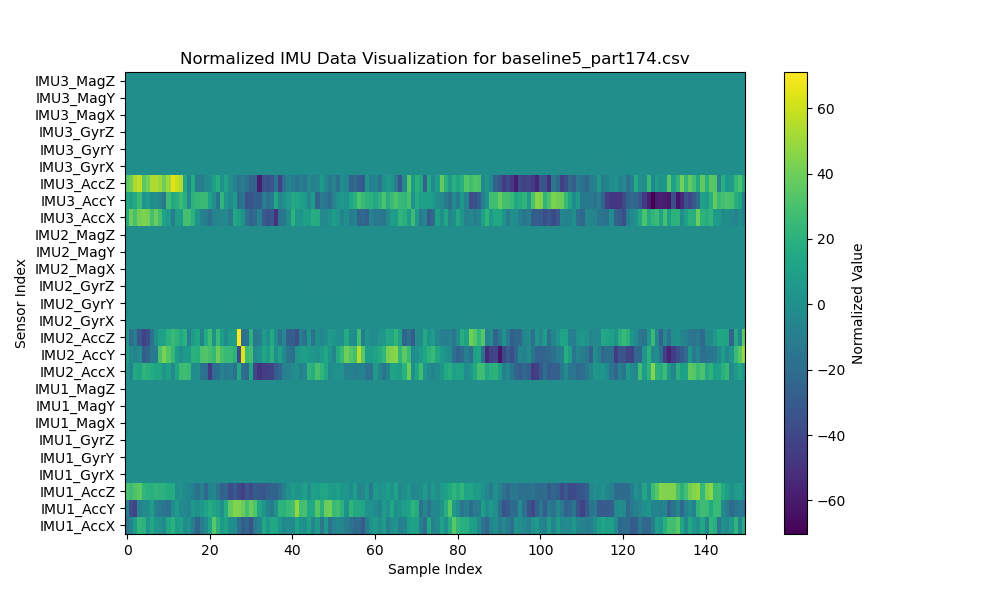 Normalized IMU Data Visualization for baseline5_part174.csv
IMU3_MagZ
IMU3_MagY
IMU3_MagX
IMU3_GyrZ
IMU3_GyrY
IMU3_GyrX
IMU3_AccZ
IMU3_AccY
IMU3_AccX
IMU2_MagZ
IMU2_MagY
IMU2_MagX
IMU2_GyrZ
IMU2_GyrY
IMU2_GyrX
IMU2_AccZ
IMU2_AccY
IMU2_AccX
IMU1_MagZ
IMU1_MagY
IMU1_MagX
IMU1_GyrZ
IMU1_GyrY
IMU1_GyrX
IMU1_AccZ
IMU1_AccY
IMU1_AccX
Sensor Index
0 20 40 60 80 100 120 140
Sample Index
60
40
20
0
−20
−40
−60
Normalized Value